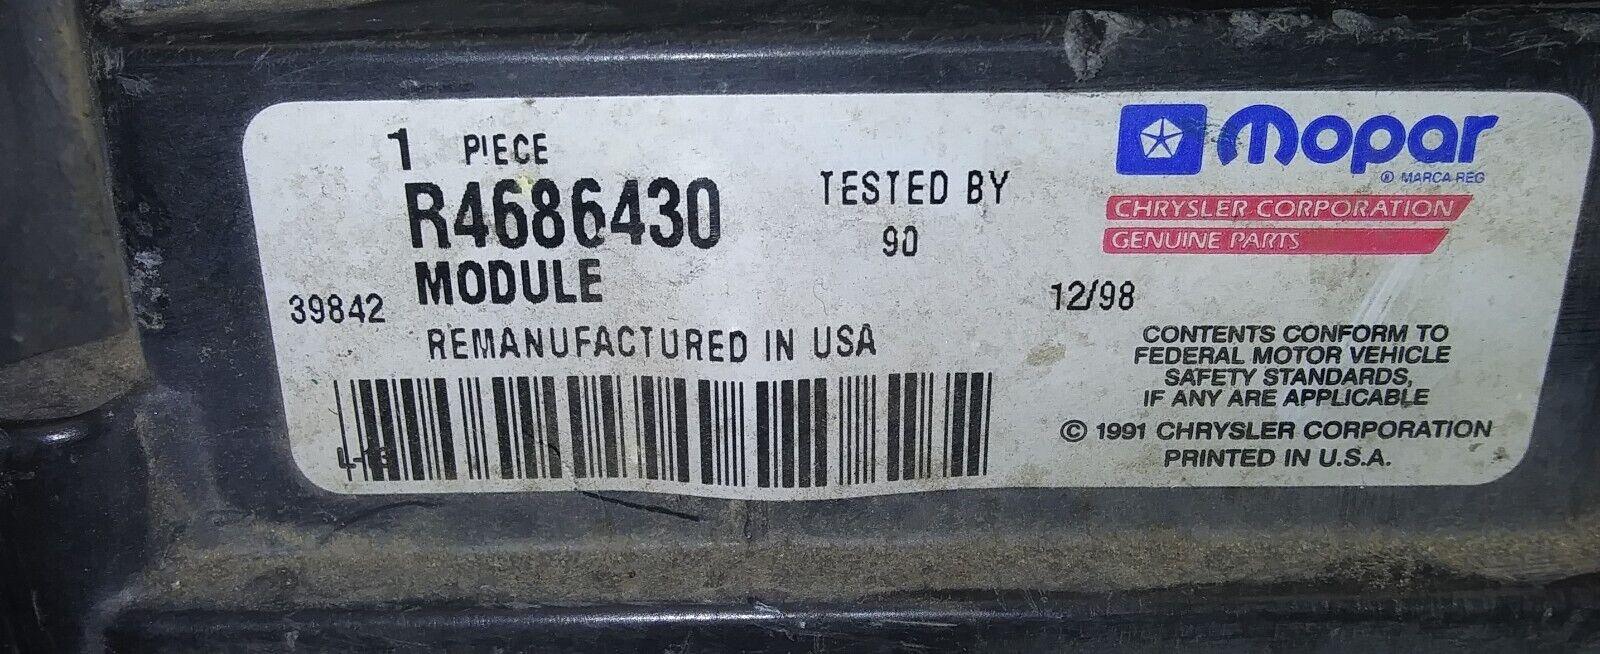 1 PIECE
R4686430
MODULE
39842
REMANUFACTURED IN USA
TESTED BY
90
12/98
L-13
mopar
® MARCA REG
CHRYSLER CORPORATION
GENUINE PARTS
CONTENTS CONFORM TO
FEDERAL MOTOR VEHICLE
SAFETY STANDARDS,
IF ANY ARE APPLICABLE
© 1991 CHRYSLER CORPORATION
PRINTED IN U.S.A.